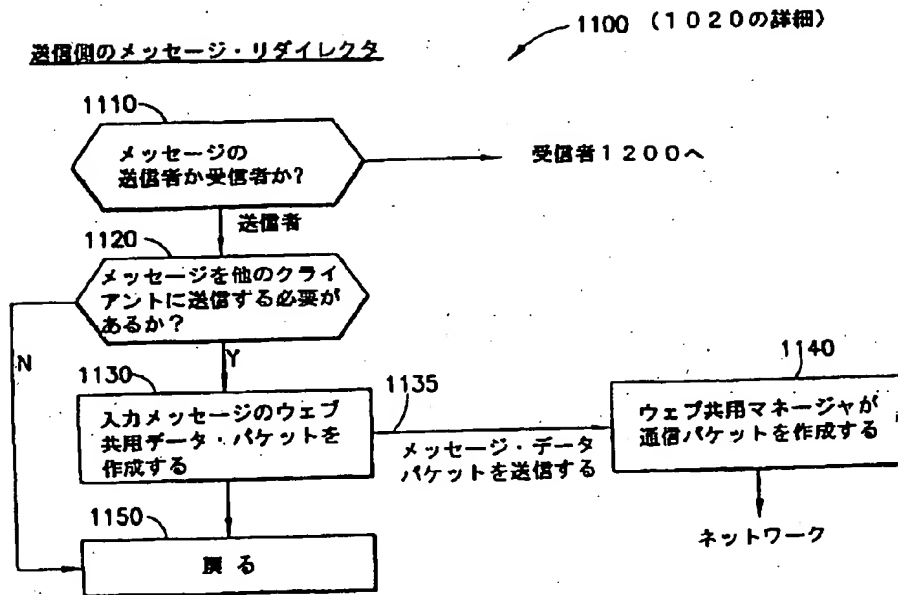 1100 （1020の詳細）
送信側のメッセージ・リダイレクタ
1110
メッセージの
送信者か受信者か？
受信者1200へ
送信者
1120
メッセージを他のクライ
アントに送信する必要が
あるか？
N
Y
1130
入力メッセージのウェブ
共用データ・パケットを
作成する
1135
メッセージ・データ
パケットを送信する
1140
ウェブ共用マネージャが
通信パケットを作成する
ネットワーク
1150
戻る